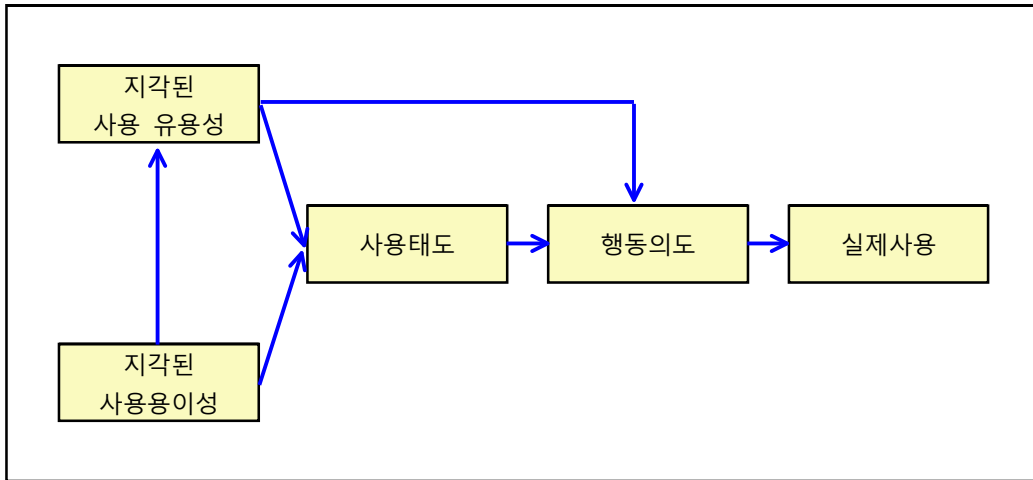 지각된
사용 유용성
사용태도
행동의도
실제사용
지각된
사용용이성